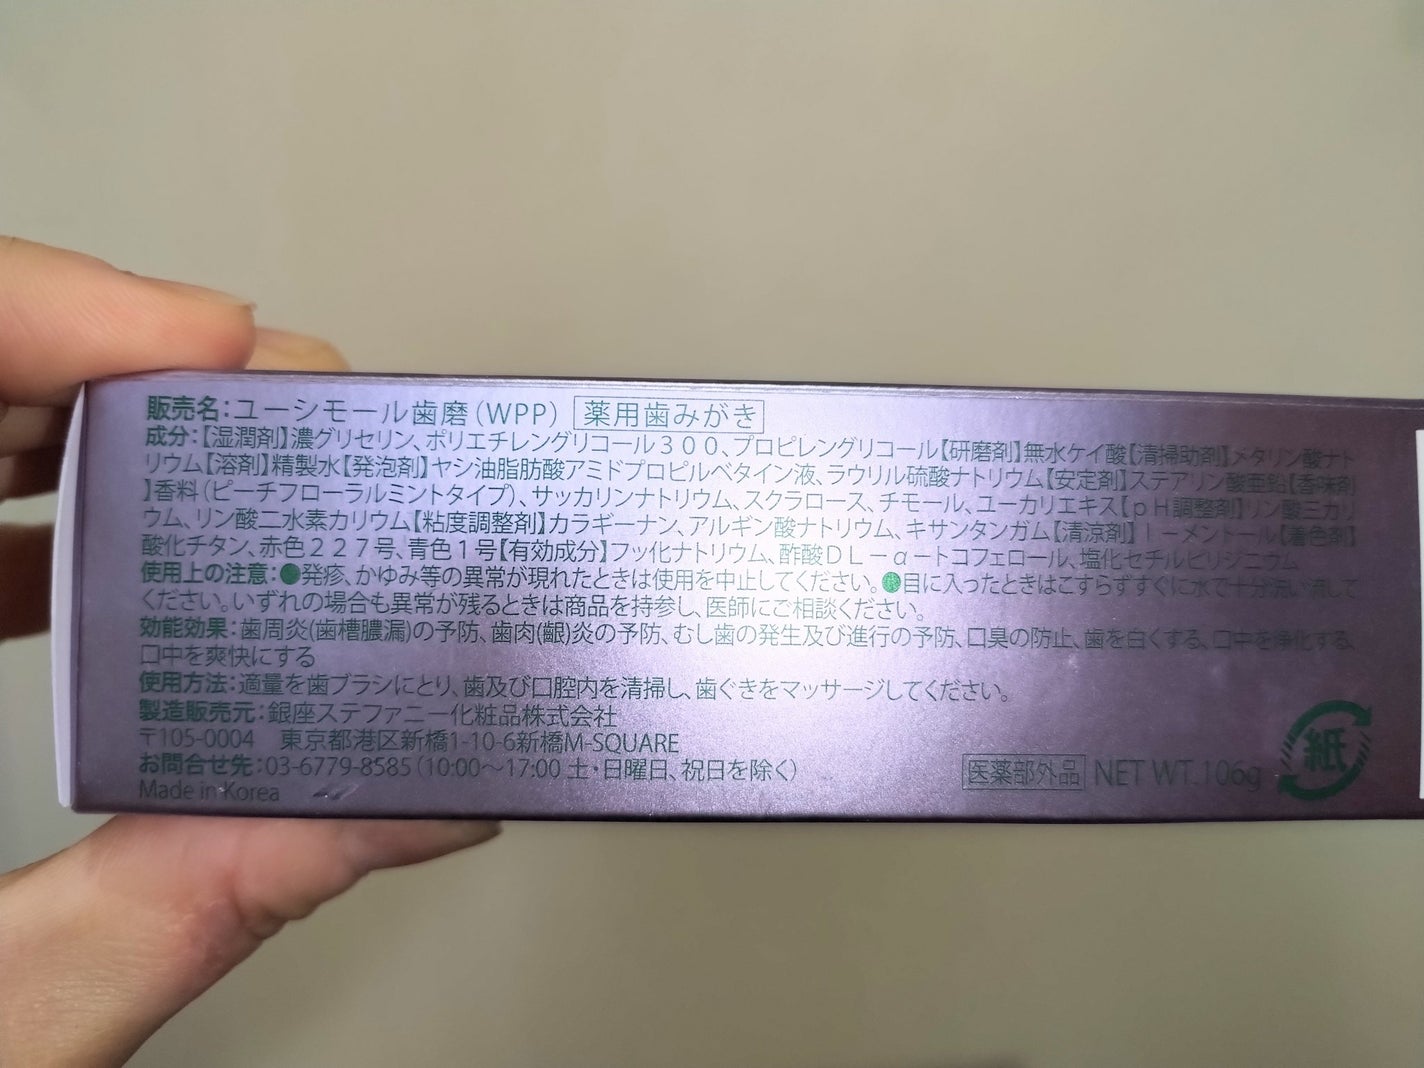 販売名：ユーシモール歯磨（WPP） 薬用歯みがき
成分：【湿潤剤】濃グリセリン、ポリエチレングリコール３００、プロピレングリコール【研磨剤】無水ケイ酸【清掃助剤】メタリン酸ナト
リウム【溶剤】精製水【発泡剤】ヤシ油脂肪酸アミドプロピルベタイン液、ラウリル硫酸ナトリウム【安定剤】ステアリン酸亜鉛【香味剤
】香料（ピーチフローラルミントタイプ）、サッカリンナトリウム、スクラロース、チモール、ユーカリエキス【ｐＨ調整剤】リン酸三カリ
ウム、リン酸二水素カリウム【粘度調整剤】カラギーナン、アルギン酸ナトリウム、キサンタンガム【清涼剤】ｌ－メントール【着色剤】
酸化チタン、赤色２２７号、青色１号【有効成分】フッ化ナトリウム、酢酸ＤＬ－α－トコフェロール、塩化セチルピリジニウム
使用上の注意：●発疹、かゆみ等の異常が現れたときは使用を中止してください。●目に入ったときはこすらずすぐに水で十分洗い流して
ください。いずれの場合も異常が残るときは商品を持参し、医師にご相談ください。
効能効果：歯周炎(歯槽膿漏)の予防、歯肉(齦)炎の予防、むし歯の発生及び進行の予防、口臭の防止、歯を白くする、口中を浄化する、
口中を爽快にする
使用方法：適量を歯ブラシにとり、歯及び口腔内を清掃し、歯ぐきをマッサージしてください。
製造販売元：銀座ステファニー化粧品株式会社
〒105-0004 東京都港区新橋1-10-6新橋M-SQUARE
お問合せ先：03-6779-8585（10:00～17:00 土・日曜日、祝日を除く）
Made in Korea
医薬部外品 NET WT.106g
紙